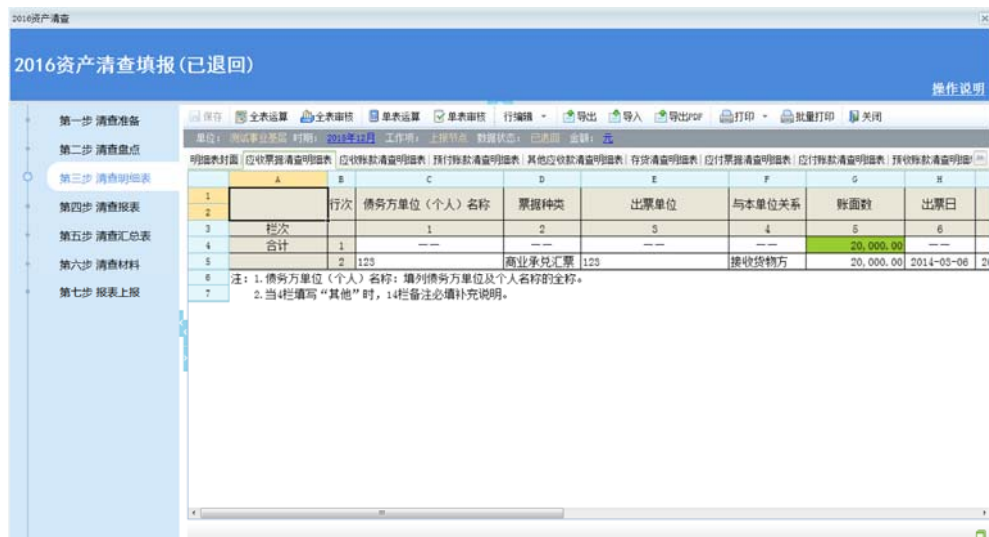 2016资产清查
2016资产清查填报(已退回)
操作说明
第一步 清查准备
第二步 清查盘点
第三步 清查明细表
第四步 清查报表
第五步 清查汇总表
第六步 清查材料
第七步 报表上报
保存 全表运算 全表审核 单表运算 单表审核 行编辑 导出 导入 导出PDF 打印 批量打印 关闭
单位: 测试事业基层 时期: 2015年12月 工作项: 上报节点 数据状态: 已退回 金额: 元
明细表封面 应收票据清查明细表 应收账款清查明细表 预付账款清查明细表 其他应收款清查明细表 存货清查明细表 应付票据清查明细表 应付账款清查明细表 预收账款清查明细
A B C D E F G H
1 2 行次 债务方单位(个人)名称 票据种类 出票单位 与本单位关系 账面数 出票日
3 栏次 1 2 3 4 5 6
4 合计 1 —— —— —— —— 20,000.00 ——
5 2 123 商业承兑汇票 123 接收货物方 20,000.00 2014-03-06 20
6 注:1.债务方单位(个人)名称:填列债务方单位及个人名称的全称。
7 2.当4栏填写“其他”时,14栏备注必填补充说明。